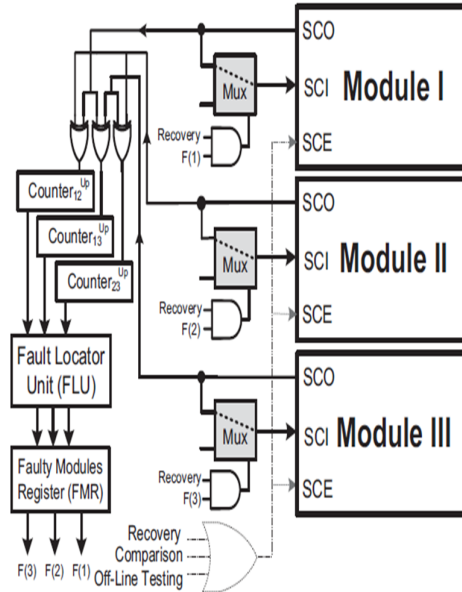 SCO
Mux
SCI
Module I
Recovery
F(1)
SCE
Counter12Up
SCO
Counter13Up
Mux
SCI
Module II
Counter23Up
Recovery
F(2)
SCE
Fault Locator
Unit (FLU)
SCO
Mux
SCI
Module III
Faulty Modules
Register (FMR)
Recovery
F(3)
SCE
Recovery
Comparison
Off-Line Testing
F(3) F(2) F(1)